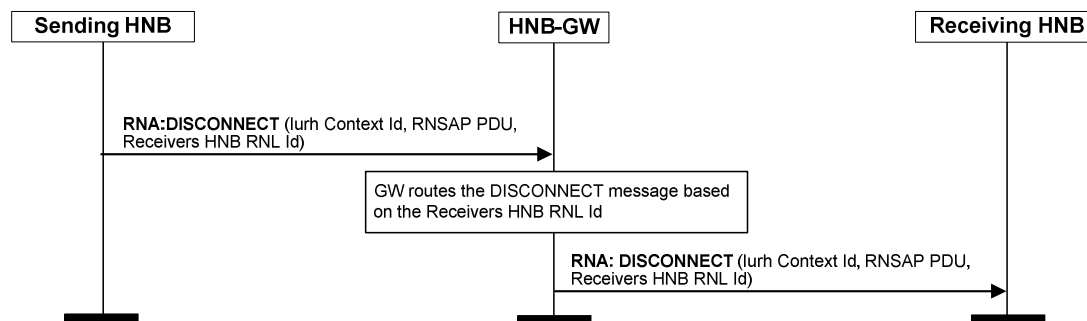 Sending HNB
HNB-GW
Receiving HNB
RNA:DISCONNECT (Iurh Context Id, RNSAP PDU,
Receivers HNB RNL Id)
GW routes the DISCONNECT message based
on the Receivers HNB RNL Id
RNA: DISCONNECT (Iurh Context Id, RNSAP PDU,
Receivers HNB RNL Id)